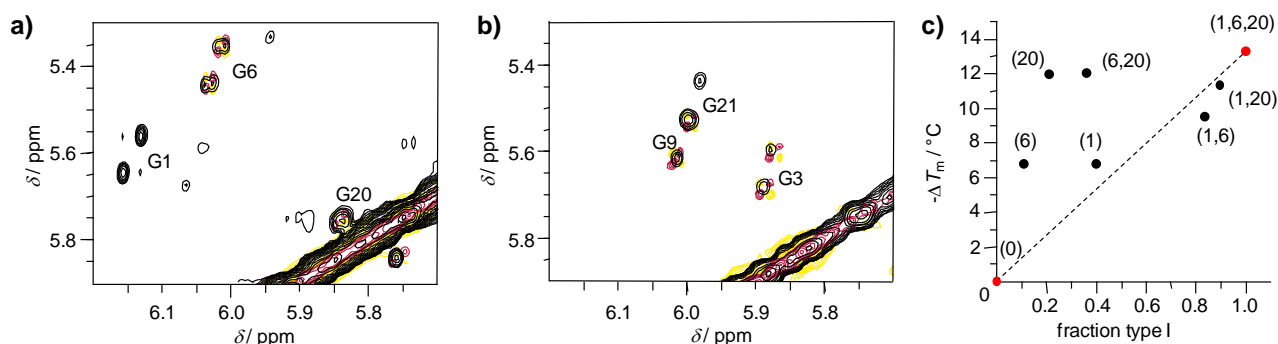 a)
5.4
5.6
5.8
δ/ ppm
G6
G1
G20
6.1
6.0
5.9
5.8
δ/ ppm
b)
5.4
5.6
5.8
δ/ ppm
G21
G9
G3
6.1
6.0
5.9
5.8
δ/ ppm
c)
(1,6,20)
14
12
10
8
6
4
2
0
-ΔTm / °C
(20)
(6,20)
(1,20)
(1,6)
(6)
(1)
(0)
0.2
0.4
0.6
0.8
1.0
fraction type I